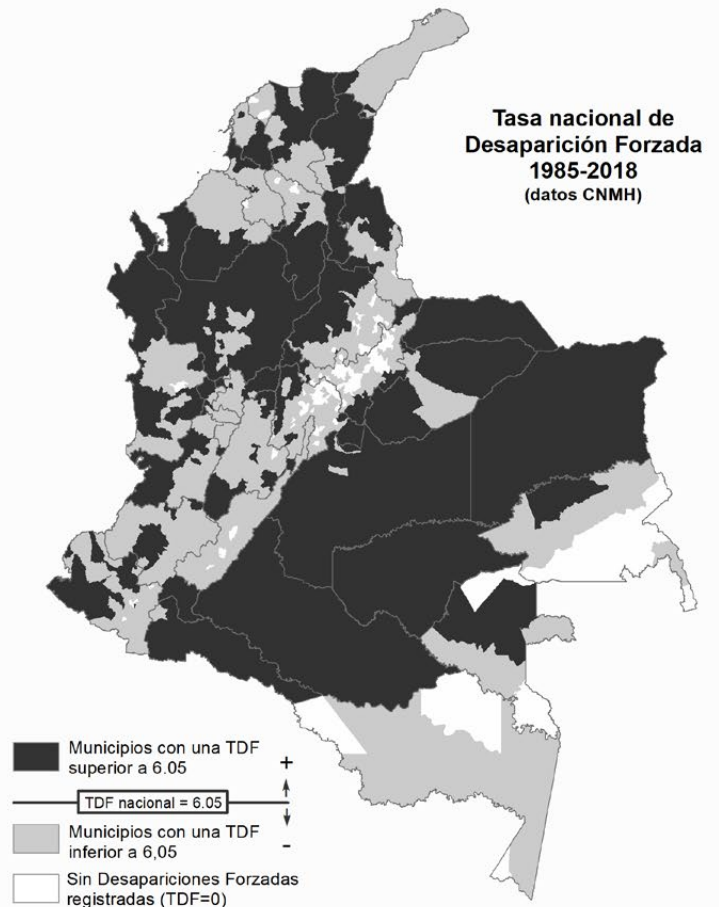 Tasa nacional de
Desaparición Forzada
1985-2018
(datos CNMH)
Municipios con una TDF
superior a 6.05
+
TDF nacional = 6.05
Municipios con una TDF
inferior a 6,05
-
Sin Desapariciones Forzadas
registradas (TDF=0)